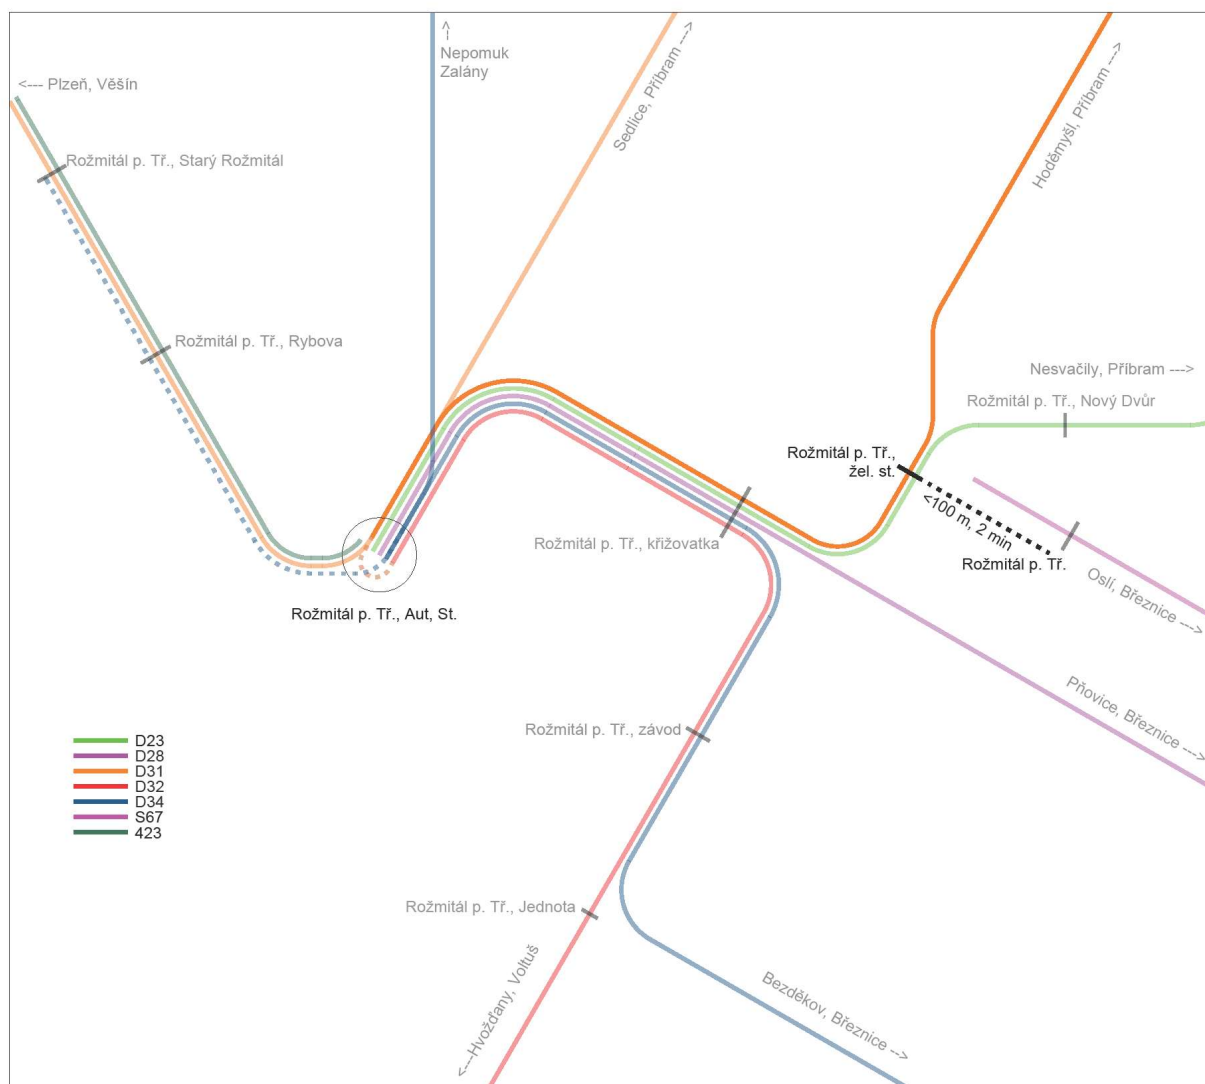 <--- Plzeň, Věšín
--->
Nepomuk
Zalány
Sedlice, Příbram --->
Hoděmyšl, Příbram --->
Rožmitál p. Tř., Starý Rožmitál
Rožmitál p. Tř., Rybova
Nesvačily, Příbram --->
Rožmitál p. Tř., Nový Dvůr
Rožmitál p. Tř.,
žel. st.
<100 m, 2 min
Rožmitál p. Tř., křižovatka
Rožmitál p. Tř.
Oslí, Březnice --->
Rožmitál p. Tř., Aut, St.
Pňovice, Březnice --->
Rožmitál p. Tř., závod
D23
D28
D31
D32
D34
S67
423
Rožmitál p. Tř., Jednota
<----Hvožďany, Voltuš
Bezděkov, Březnice -->